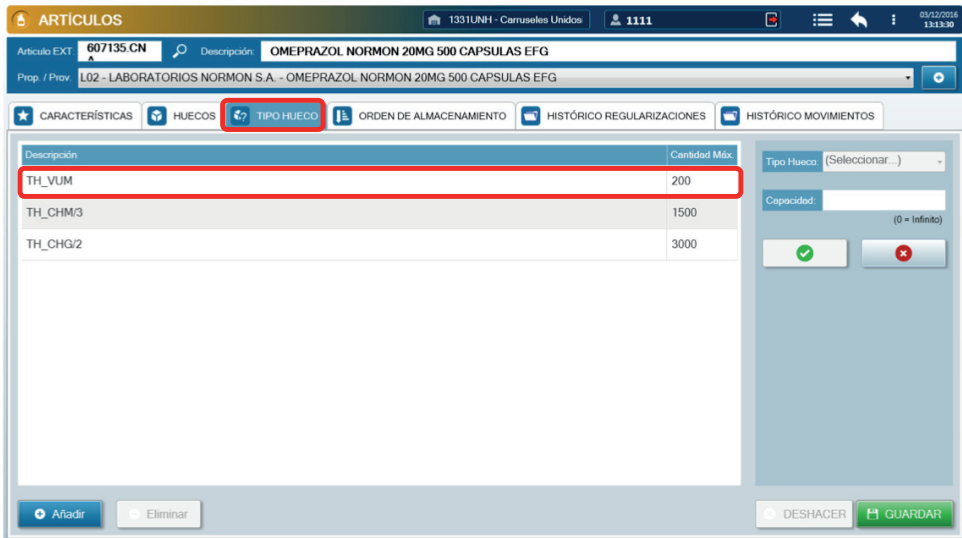 ARTÍCULOS
1331UNH - Carruseles Unidos
1111
03/12/2016
13:13:30
Articulo EXT: 607135.CN
Descripción: OMEPRAZOL NORMON 20MG 500 CAPSULAS EFG
Prop. / Prov. L02 - LABORATORIOS NORMON S.A. - OMEPRAZOL NORMON 20MG 500 CAPSULAS EFG
CARACTERÍSTICAS HUECOS TIPO HUECO ORDEN DE ALMACENAMIENTO HISTÓRICO REGULARIZACIONES HISTÓRICO MOVIMIENTOS
Descripción Cantidad Máx.
TH_VUM 200
TH_CHM/3 1500
TH_CHG/2 3000
Tipo Hueco: (Seleccionar...)
Capacidad:
(0 = Infinito)
Añadir Eliminar DESHACER GUARDAR